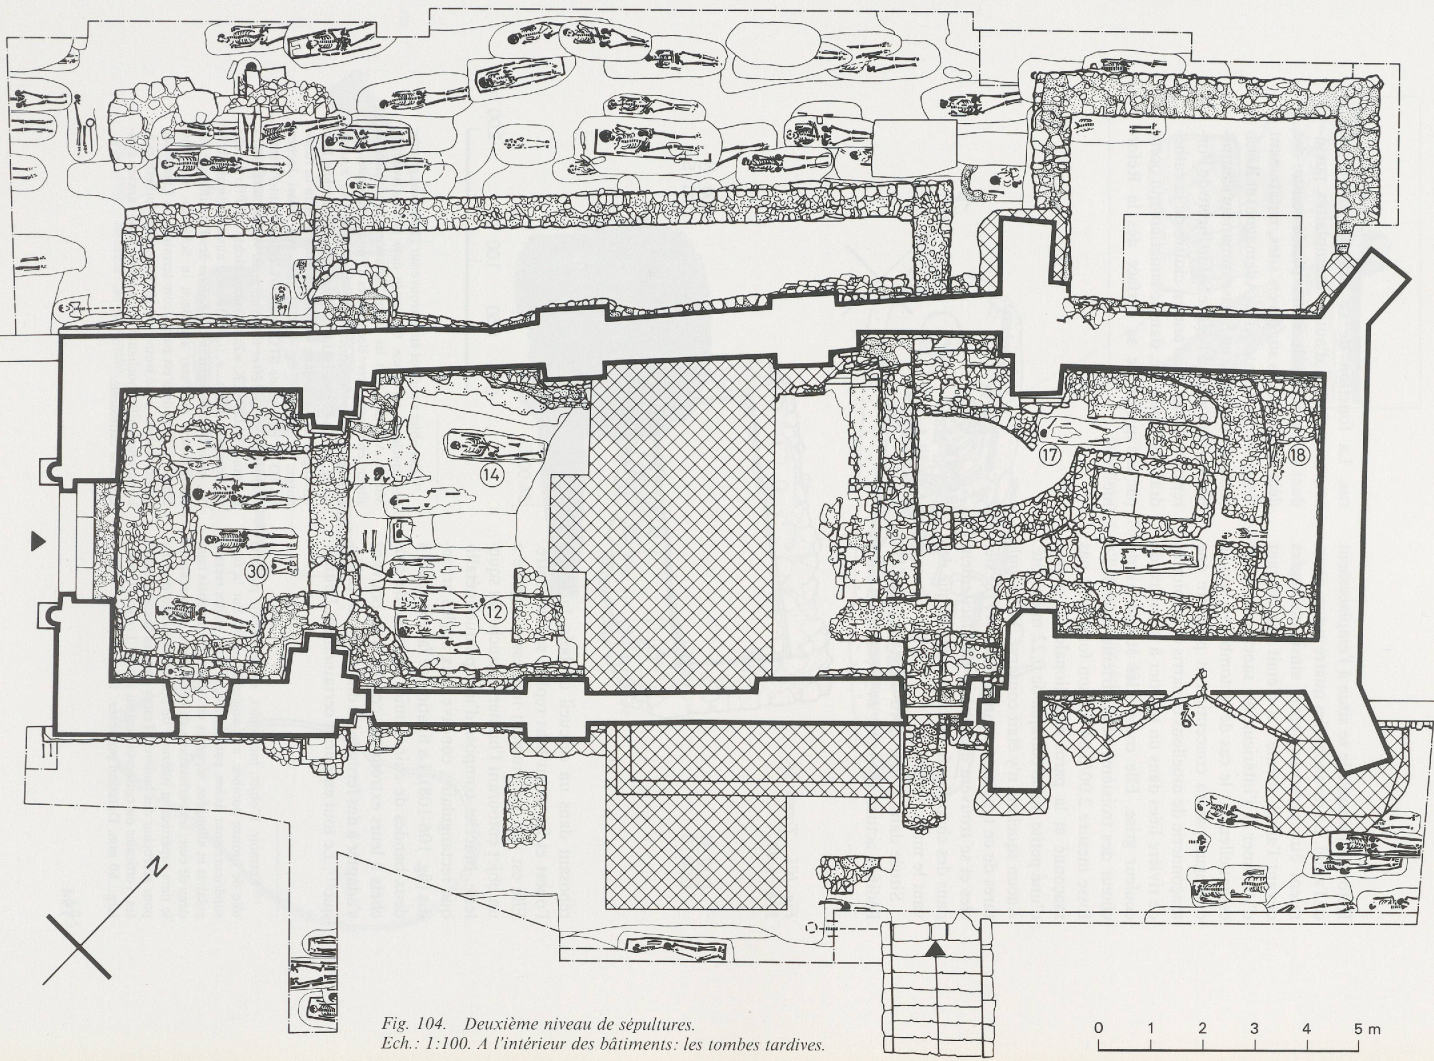 14
17
18
30
12
N
Fig. 104. Deuxième niveau de sépultures.
Ech.: 1:100. A l'intérieur des bâtiments: les tombes tardives.
0 1 2 3 4 5 m